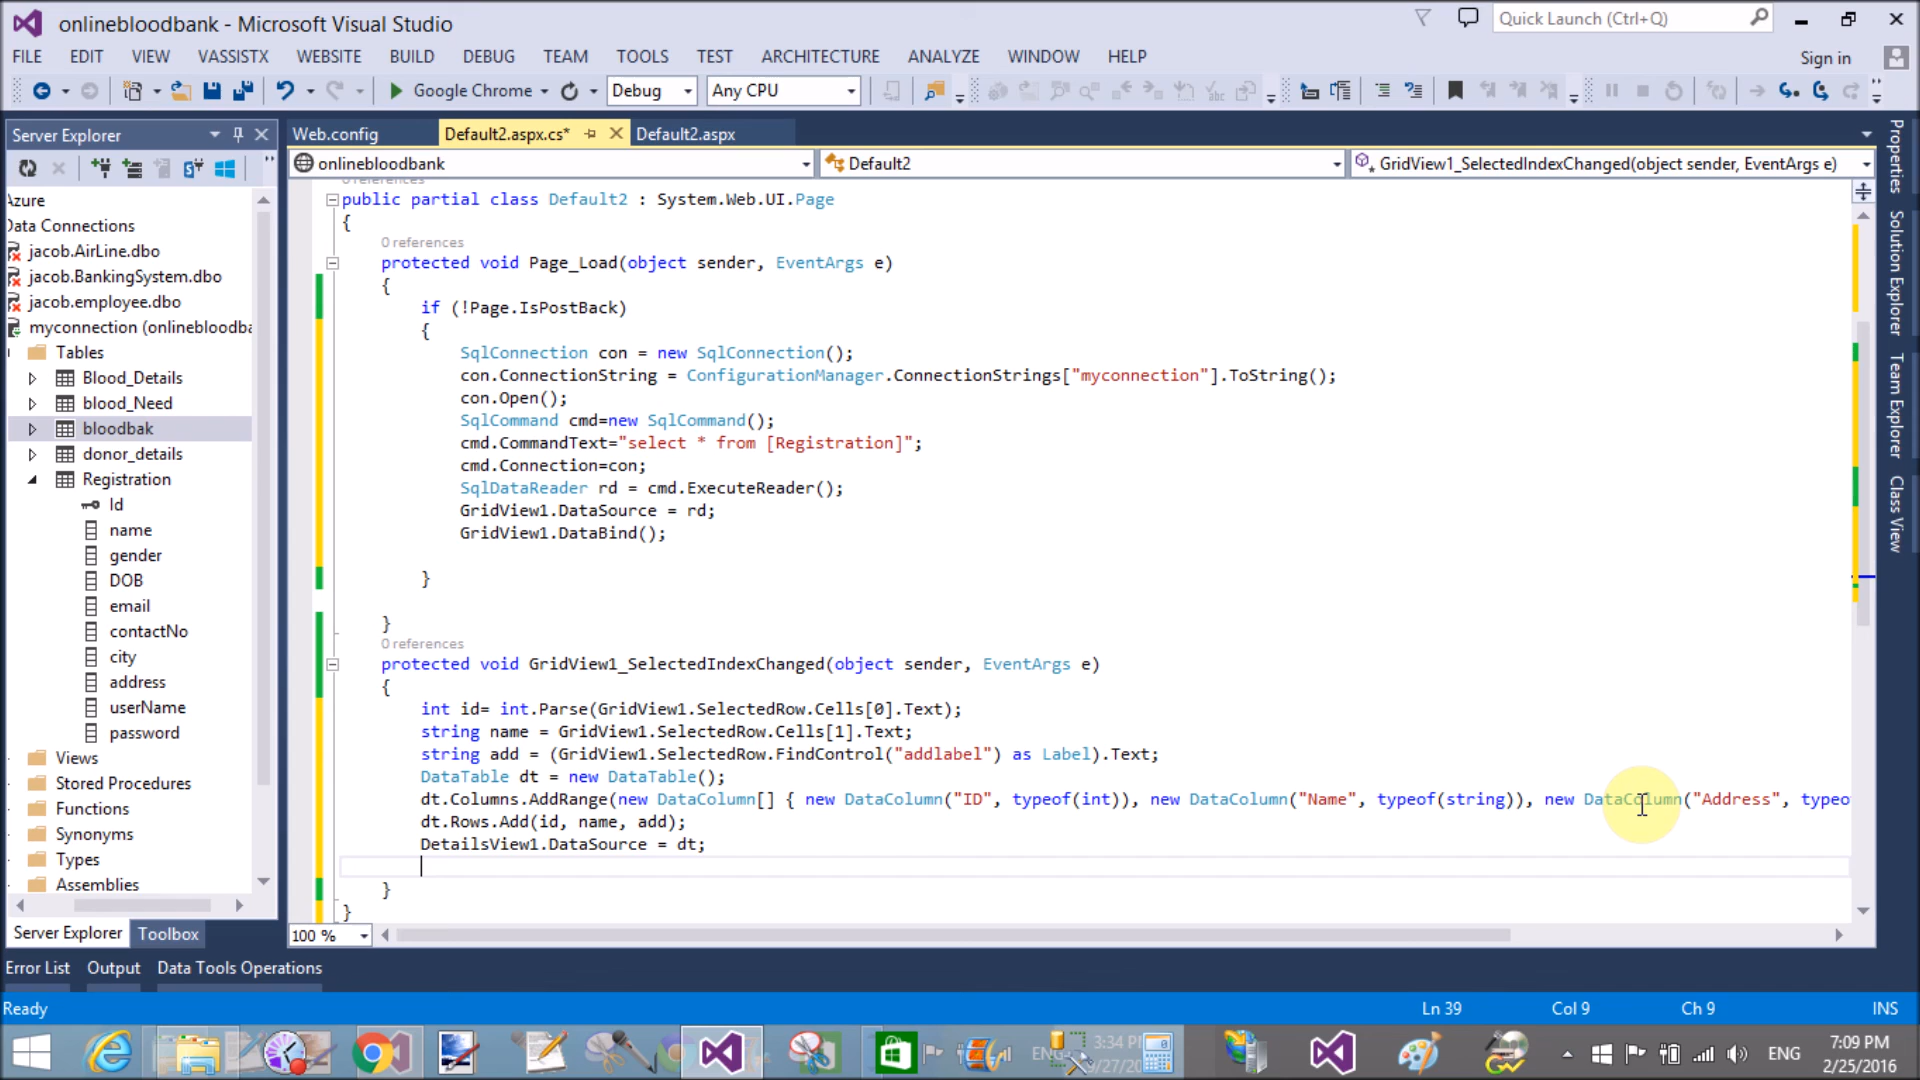 onlinebloodbank - Microsoft Visual Studio
Quick Launch (Ctrl+Q)
FILE EDIT VIEW VASSISTX WEBSITE BUILD DEBUG TEAM TOOLS TEST ARCHITECTURE ANALYZE WINDOW HELP
Sign in
Google Chrome Debug Any CPU
Server Explorer
Web.config Default2.aspx.cs* Default2.aspx
onlinebloodbank Default2 GridView1_SelectedIndexChanged(object sender, EventArgs e)
Azure
Data Connections
jacob.AirLine.dbo
jacob.BankingSystem.dbo
jacob.employee.dbo
myconnection (onlinebloodba
Tables
Blood_Details
blood_Need
bloodbak
donor_details
Registration
Id
name
gender
DOB
email
contactNo
city
address
userName
password
Views
Stored Procedures
Functions
Synonyms
Types
Assemblies
Server Explorer Toolbox
0 references
public partial class Default2 : System.Web.UI.Page
{
0 references
protected void Page_Load(object sender, EventArgs e)
{
if (!Page.IsPostBack)
{
SqlConnection con = new SqlConnection();
con.ConnectionString = ConfigurationManager.ConnectionStrings["myconnection"].ToString();
con.Open();
SqlCommand cmd=new SqlCommand();
cmd.CommandText="select * from [Registration]";
cmd.Connection=con;
SqlDataReader rd = cmd.ExecuteReader();
GridView1.DataSource = rd;
GridView1.DataBind();
}
}
0 references
protected void GridView1_SelectedIndexChanged(object sender, EventArgs e)
{
int id= int.Parse(GridView1.SelectedRow.Cells[0].Text);
string name = GridView1.SelectedRow.Cells[1].Text;
string add = (GridView1.SelectedRow.FindControl("addlabel") as Label).Text;
DataTable dt = new DataTable();
dt.Columns.AddRange(new DataColumn[] { new DataColumn("ID", typeof(int)), new DataColumn("Name", typeof(string)), new DataColumn("Address", typeo
dt.Rows.Add(id, name, add);
DetailsView1.DataSource = dt;
}
}
100 %
Properties
Solution Explorer
Team Explorer
Class View
Error List Output Data Tools Operations
Ready Ln 39 Col 9 Ch 9 INS
ENG 7:09 PM
2/25/2016